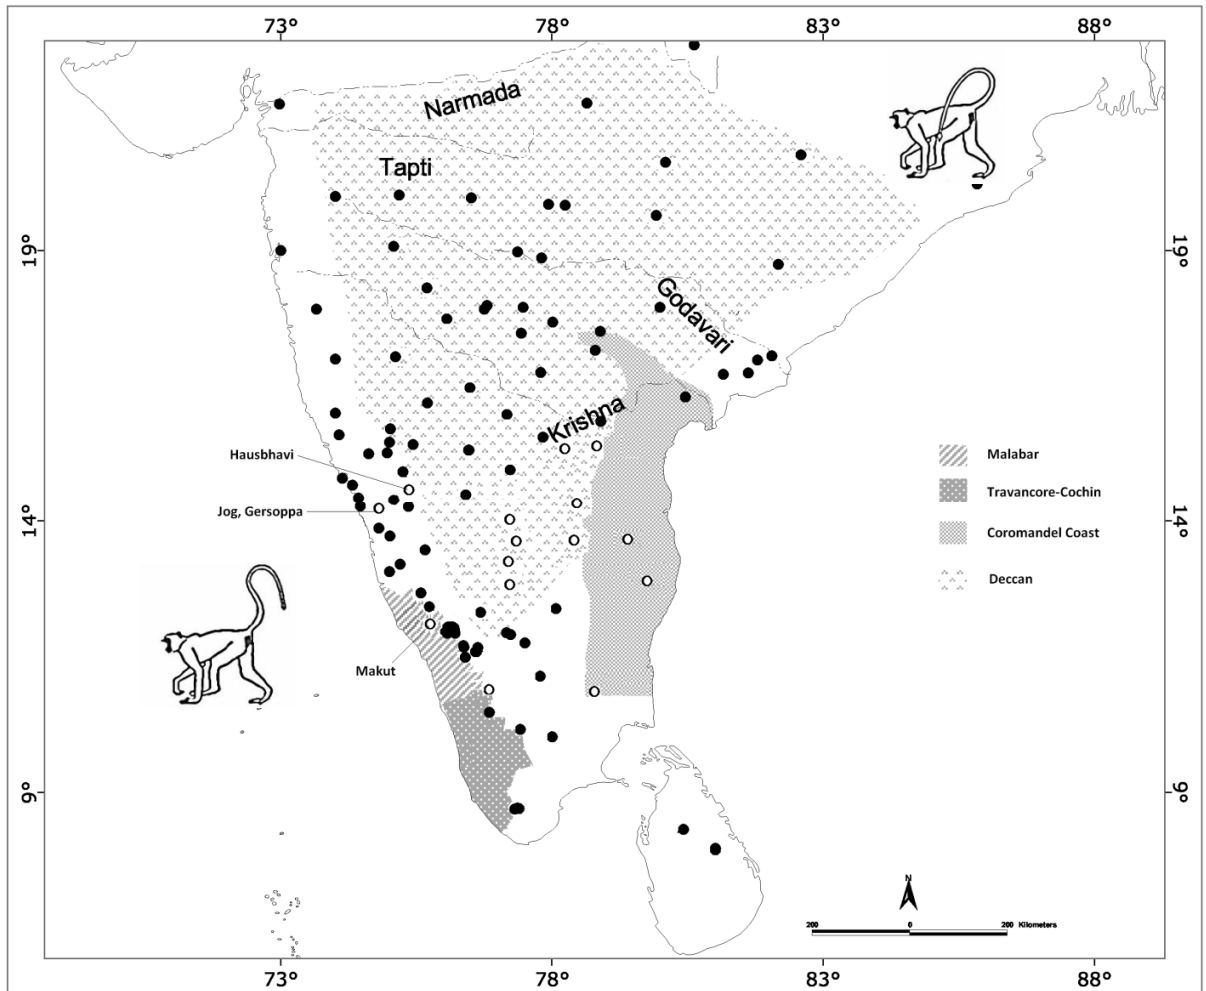 73° 78° 83° 88°
Narmada
Tapti
19° 19°
Godavari
Krishna
Hausbhavi
Malabar
Travancore-Cochin
Jog, Gersoppa
14° 14°
Coromandel Coast
Deccan
Makut
9° 9°
N
200 0 200 Kilometers
73° 78° 83° 88°